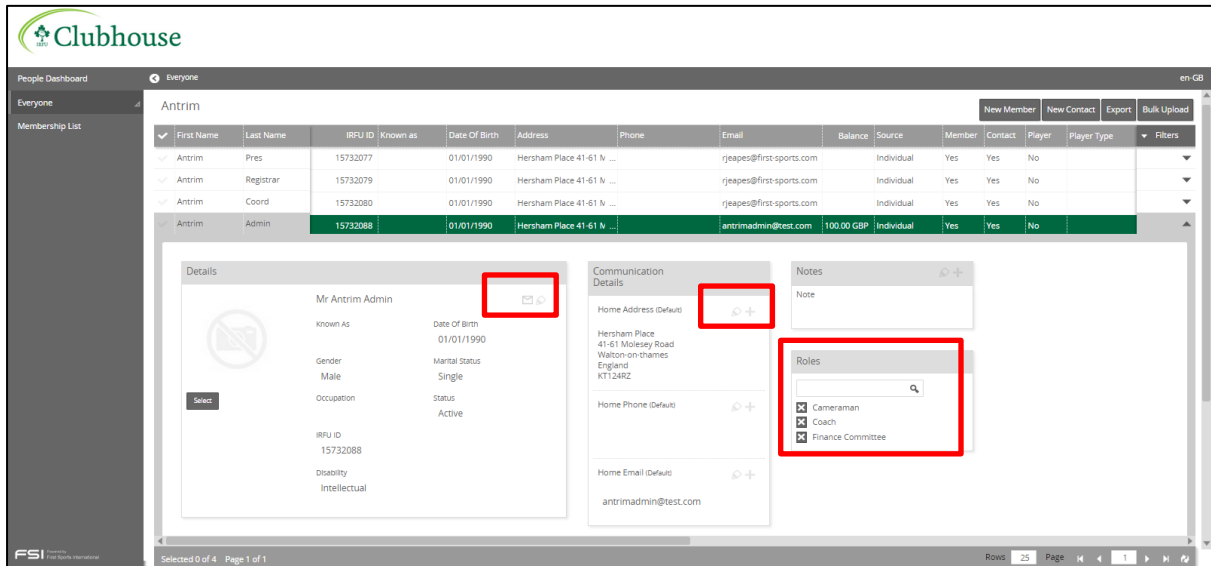 IRFU Clubhouse
People Dashboard
Everyone
Membership List
Everyone
en-GB
Antrim
New Member New Contact Export Bulk Upload
First Name Last Name IRFU ID Known as Date Of Birth Address Phone Email Balance Source Member Contact Player Player Type Filters
Antrim Pres 15732077 01/01/1990 Hersham Place 41-61 M ... rjeapes@first-sports.com Individual Yes Yes No
Antrim Registrar 15732079 01/01/1990 Hersham Place 41-61 M ... rjeapes@first-sports.com Individual Yes Yes No
Antrim Coord 15732080 01/01/1990 Hersham Place 41-61 M ... rjeapes@first-sports.com Individual Yes Yes No
Antrim Admin 15732088 01/01/1990 Hersham Place 41-61 M ... antrimadmin@test.com 100.00 GBP Individual Yes Yes No
Details
Mr Antrim Admin
Known As Date Of Birth
01/01/1990
Gender Marital Status
Male Single
Select
Occupation Status
Active
IRFU ID
15732088
Disability
Intellectual
Communication
Details
Home Address (Default)
Hersham Place
41-61 Molesey Road
Walton-on-thames
England
KT124RZ
Home Phone (Default)
Home Email (Default)
antrimadmin@test.com
Notes
Note
Roles
Cameraman
Coach
Finance Committee
FSI Powered by
First Sports International
Selected 0 of 4 Page 1 of 1
Rows 25 Page 1